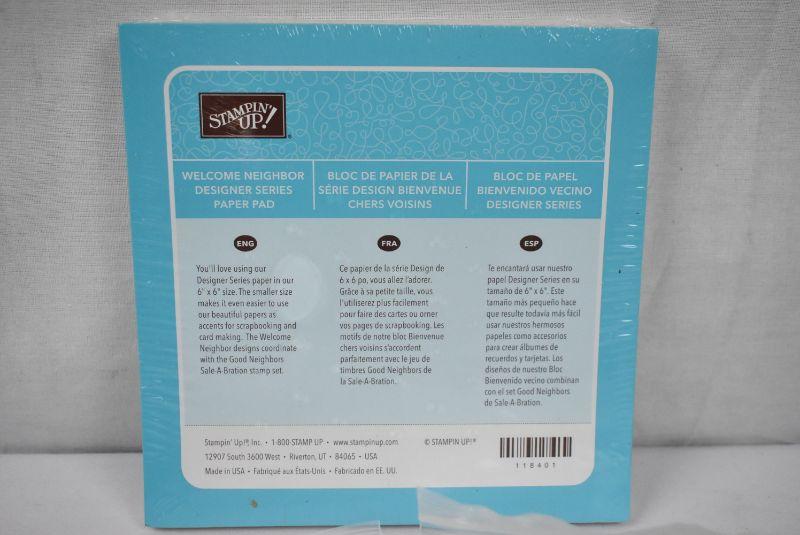 STAMPIN' UP!®
WELCOME NEIGHBOR
DESIGNER SERIES
PAPER PAD
BLOC DE PAPIER DE LA
SÉRIE DESIGN BIENVENUE
CHERS VOISINS
BLOC DE PAPEL
BIENVENIDO VECINO
DESIGNER SERIES
ENG
You'll love using our
Designer Series paper in our
6" x 6" size. The smaller size
makes it even easier to use
our beautiful papers as
accents for scrapbooking and
card making. The Welcome
Neighbor designs coordinate
with the Good Neighbors
Sale-A-Bration stamp set.
FRA
Ce papier de la série Design de
6 x 6 po, vous allez l'adorer.
Grâce à sa petite taille, vous
l'utiliserez plus facilement
pour faire des cartes ou orner
vos pages de scrapbooking. Les
motifs de notre bloc Bienvenue
chers voisins s'accordent
parfaitement avec le jeu de
timbres Good Neighbors de
la Sale-A-Bration.
ESP
Te encantará usar nuestro
papel Designer Series en su
tamaño de 6" x 6". Este
tamaño más pequeño hace
que resulte todavía más fácil
usar nuestros hermosos
papeles como accesorios
para crear álbumes de
recuerdos y tarjetas. Los
diseños de nuestro Bloc
Bienvenido vecino combinan
con el set Good Neighbors
de Sale-A-Bration.
Stampin' Up!®, Inc. • 1-800-STAMP UP • www.stampinup.com
12907 South 3600 West • Riverton, UT • 84065 • USA
Made in USA • Fabriqué aux États-Unis • Fabricado en EE. UU.
© STAMPIN' UP!®
118401